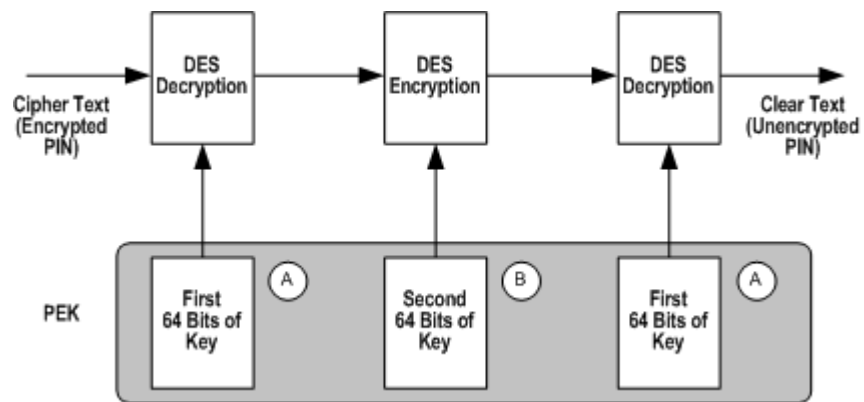 DES
Decryption
DES
Encryption
DES
Decryption
Cipher Text
(Encrypted
PIN)
Clear Text
(Unencrypted
PIN)
PEK
First
64 Bits of
Key
A
Second
64 Bits of
Key
B
First
64 Bits of
Key
A